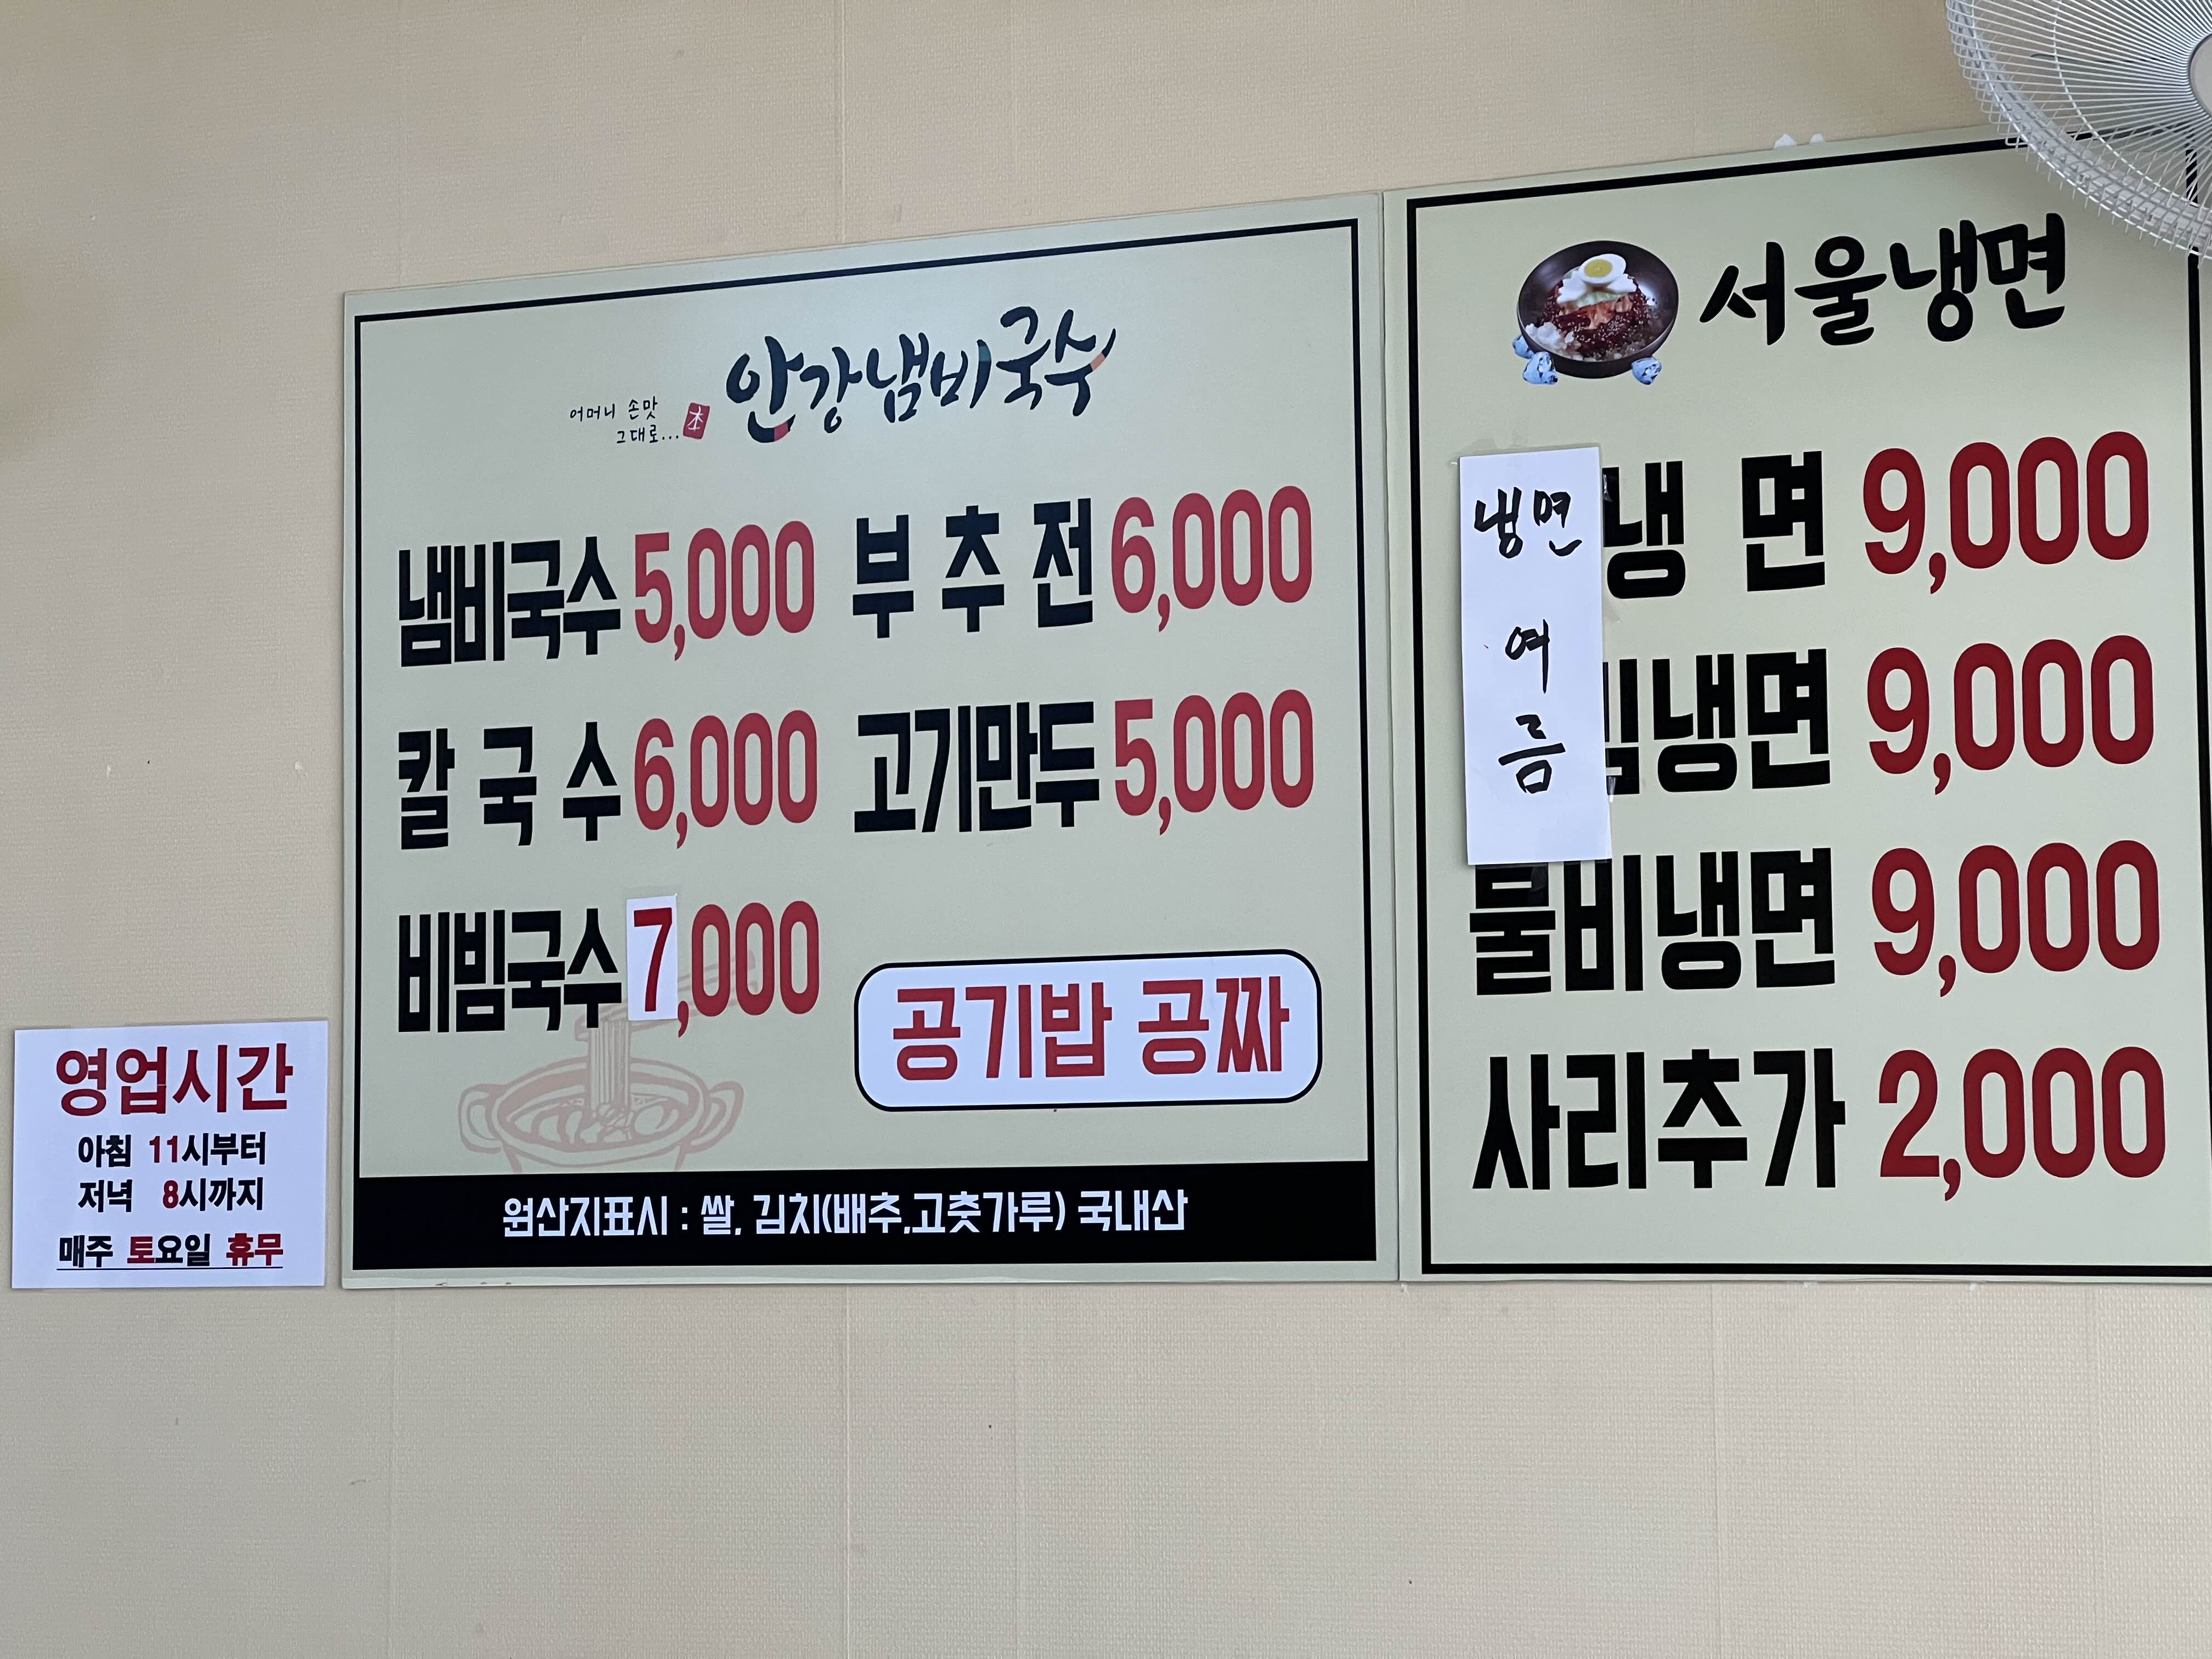 어머니 손맛
그대로...
本
안강냄비국수
냄비국수 5,000 부추전 6,000
칼국수 6,000 고기만두 5,000
비빔국수 7,000
공기밥 공짜
원산지표시 : 쌀, 김치(배추,고춧가루) 국내산
서울냉면
냉면
여
름
냉면 9,000
냉면 9,000
물비냉면 9,000
사리추가 2,000
영업시간
아침 11시부터
저녁 8시까지
매주 토요일 휴무